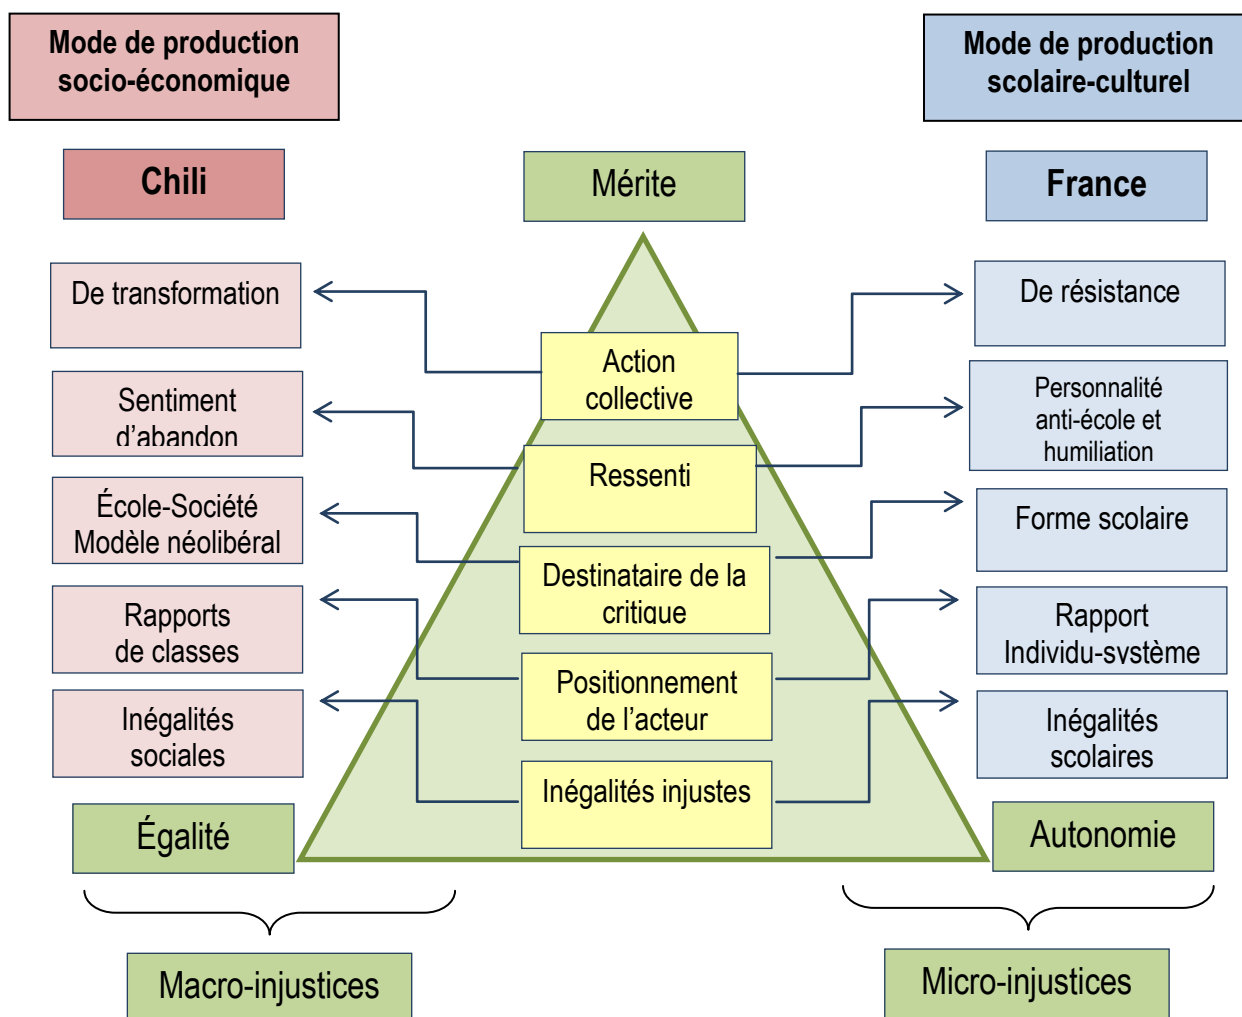 Mode de production
socio-économique
Mode de production
scolaire-culturel
Chili
Mérite
France
De transformation
Action
collective
De résistance
Sentiment
d'abandon
Ressenti
Personnalité
anti-école et
humiliation
École-Société
Modèle néolibéral
Destinataire de la
critique
Forme scolaire
Rapports
de classes
Positionnement
de l'acteur
Rapport
Individu-système
Inégalités
sociales
Inégalités injustes
Inégalités
scolaires
Égalité
Autonomie
Macro-injustices
Micro-injustices